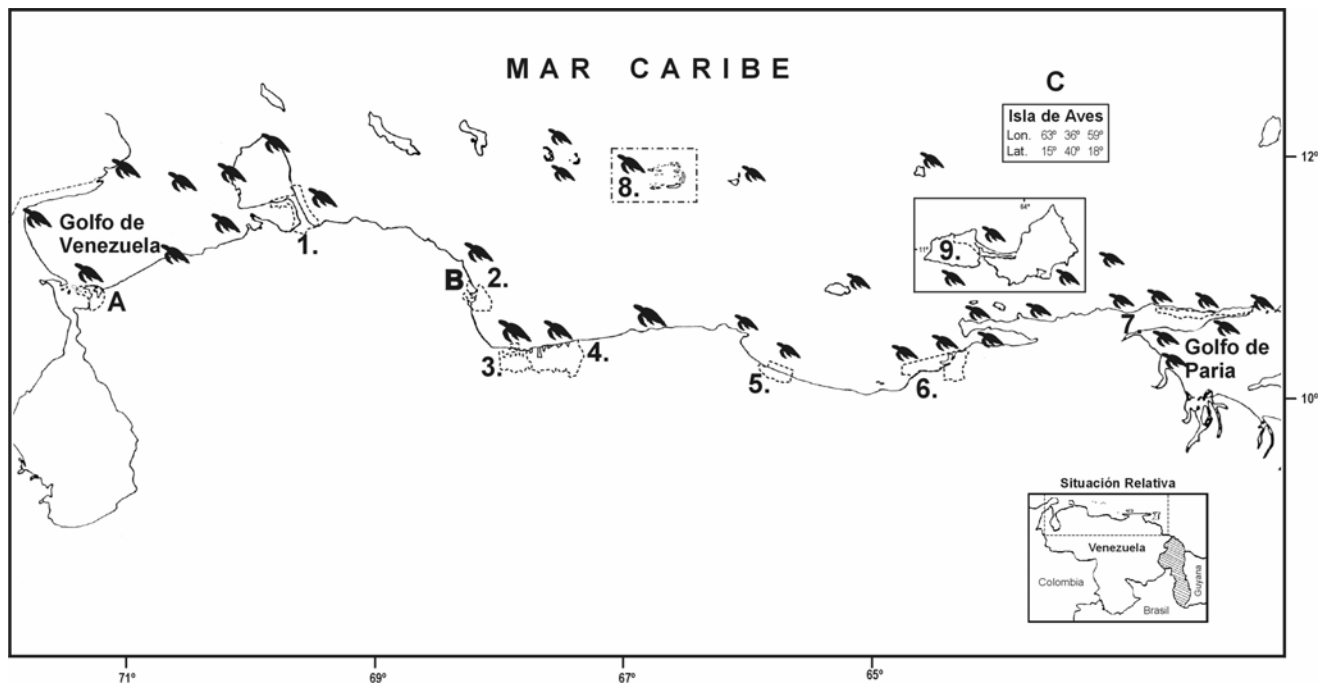 MAR CARIBE
C
Isla de Aves
Lon. 63º 36º 59º
Lat. 15º 40º 18º
12º
8.
Golfo de
Venezuela
1.
64º
11º
9.
A
B
2.
7
3.
4.
5.
6.
Golfo de
Paria
10º
Situación Relativa
Venezuela
Colombia
Guyana
Brasil
71º
69º
67º
65º